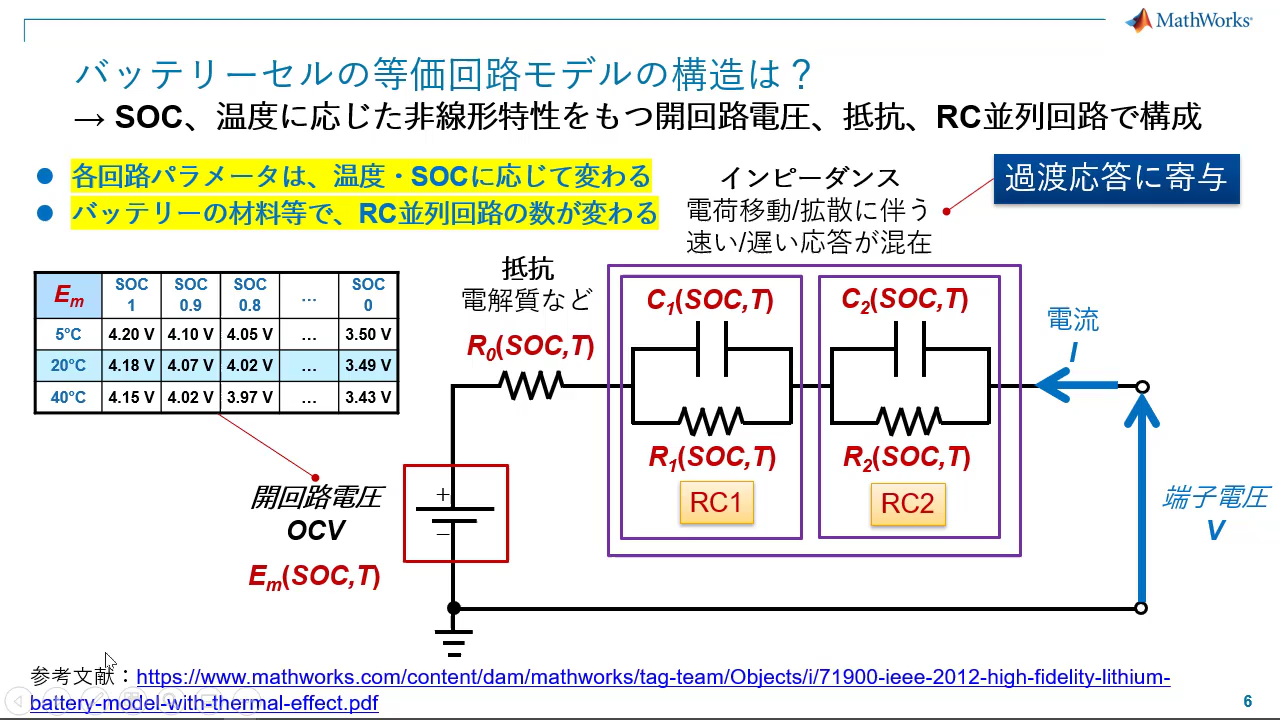 MathWorks®
バッテリーセルの等価回路モデルの構造は？
→ SOC、温度に応じた非線形特性をもつ開回路電圧、抵抗、RC並列回路で構成
● 各回路パラメータは、温度・SOCに応じて変わる
● バッテリーの材料等で、RC並列回路の数が変わる
インピーダンス
電荷移動/拡散に伴う
速い/遅い応答が混在
過渡応答に寄与
Em SOC 1 SOC 0.9 SOC 0.8 … SOC 0
5°C 4.20 V 4.10 V 4.05 V … 3.50 V
20°C 4.18 V 4.07 V 4.02 V … 3.49 V
40°C 4.15 V 4.02 V 3.97 V … 3.43 V
抵抗
電解質など
R0(SOC,T)
C1(SOC,T)
C2(SOC,T)
電流
I
R1(SOC,T)
R2(SOC,T)
RC1
RC2
開回路電圧
OCV
Em(SOC,T)
+
−
端子電圧
V
参考文献：https://www.mathworks.com/content/dam/mathworks/tag-team/Objects/i/71900-ieee-2012-high-fidelity-lithium-
battery-model-with-thermal-effect.pdf
6